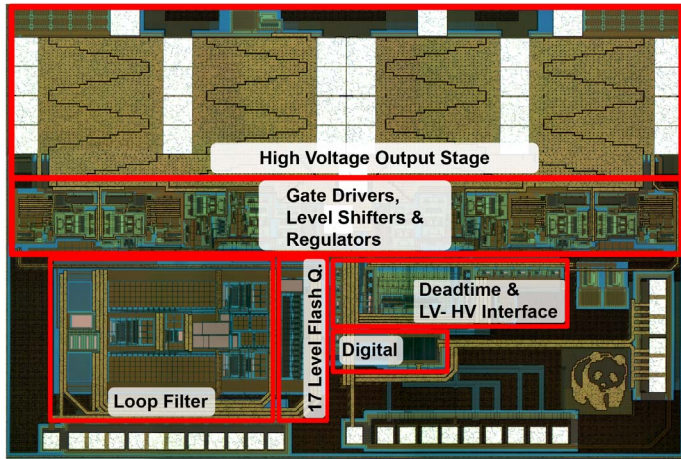 High Voltage Output Stage
Gate Drivers,
Level Shifters &
Regulators
17 Level Flash Q.
Deadtime &
LV- HV Interface
Digital
Loop Filter